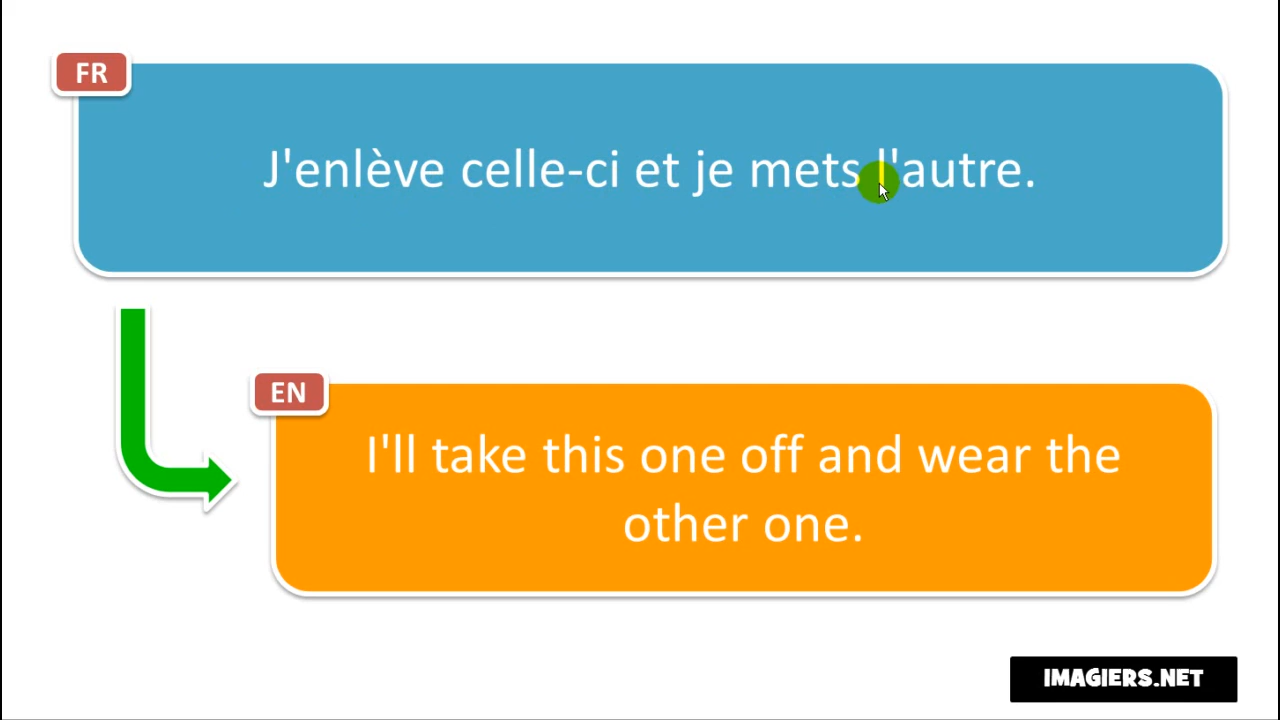 FR
J'enlève celle-ci et je mets l'autre.
EN
I'll take this one off and wear the
other one.
IMAGIERS.NET